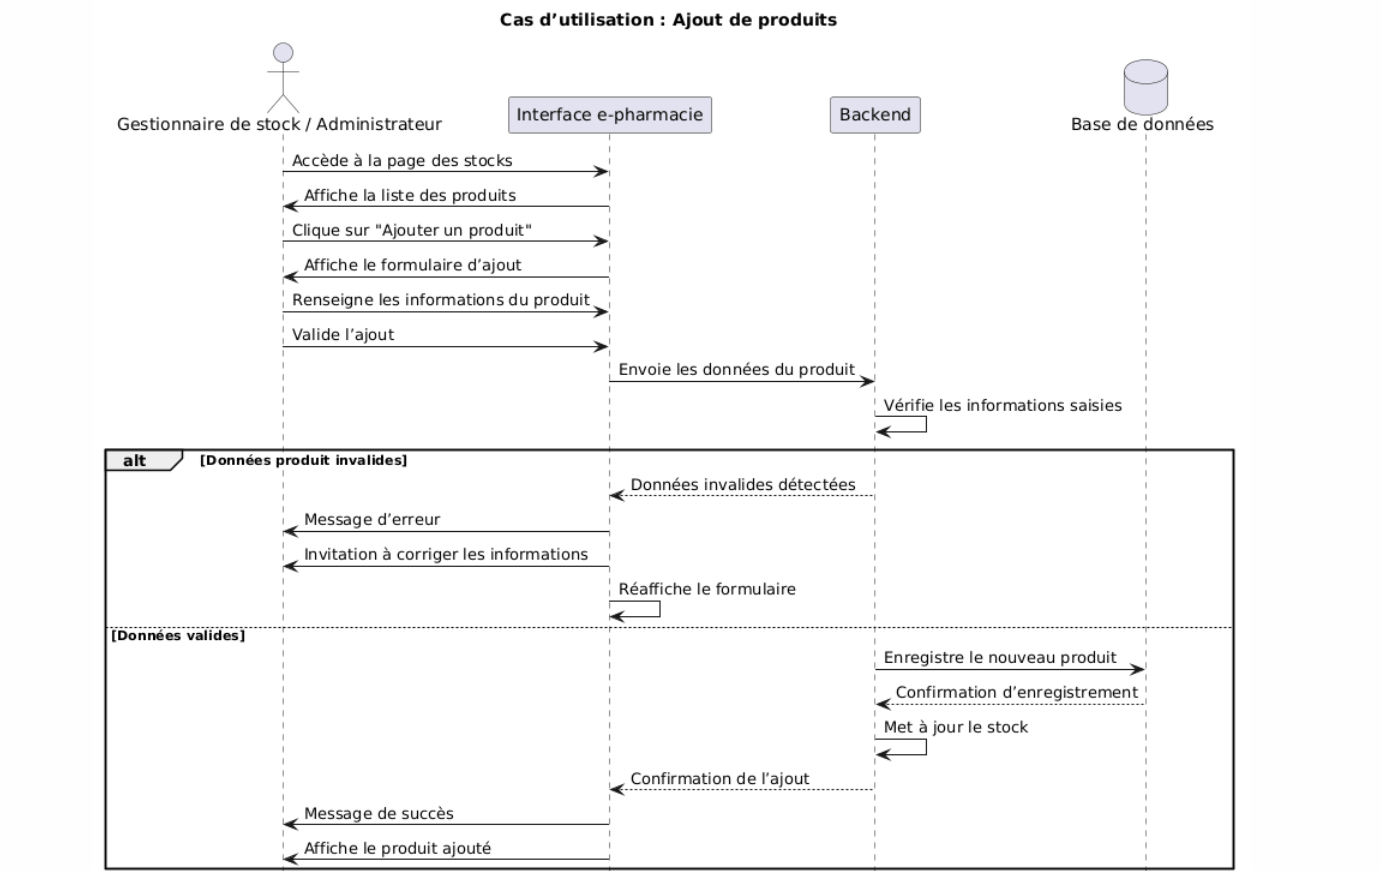 Cas d’utilisation : Ajout de produits
Gestionnaire de stock / Administrateur
Interface e-pharmacie
Backend
Base de données
Accède à la page des stocks
Affiche la liste des produits
Clique sur "Ajouter un produit"
Affiche le formulaire d’ajout
Renseigne les informations du produit
Valide l’ajout
Envoie les données du produit
Vérifie les informations saisies
alt
[Données produit invalides]
Données invalides détectées
Message d’erreur
Invitation à corriger les informations
Réaffiche le formulaire
[Données valides]
Enregistre le nouveau produit
Confirmation d’enregistrement
Met à jour le stock
Confirmation de l’ajout
Message de succès
Affiche le produit ajouté